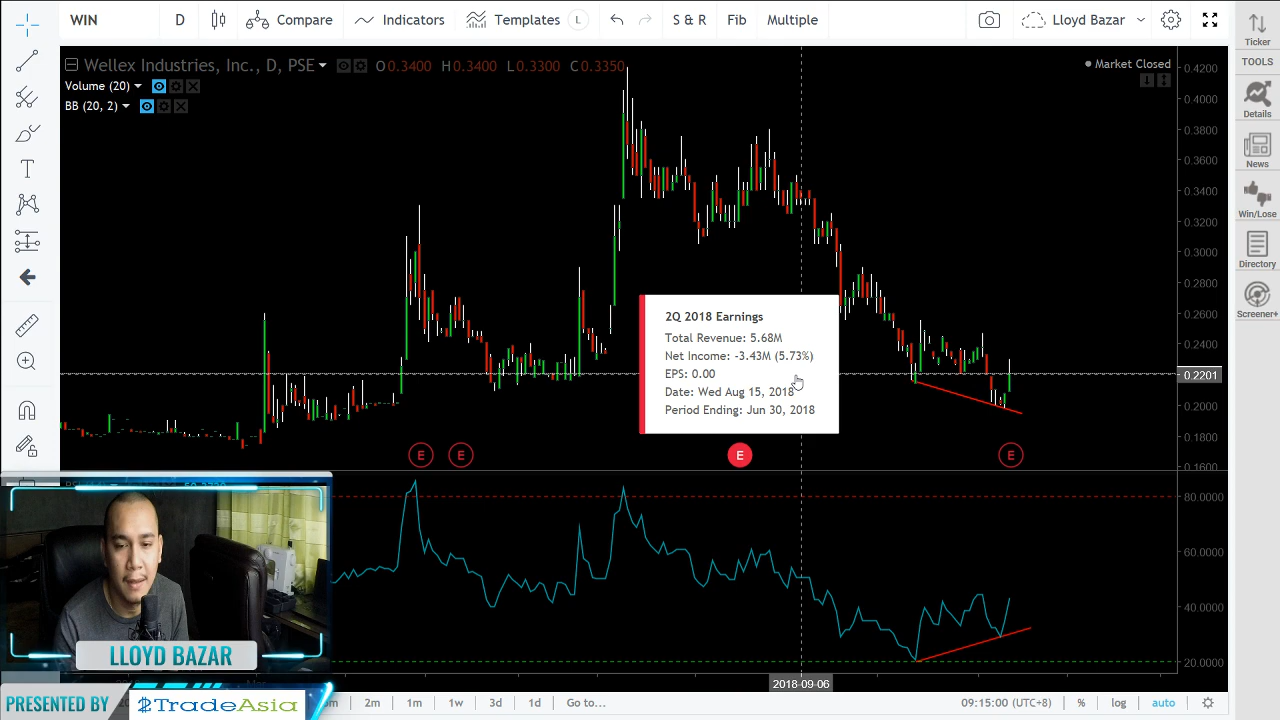 WIN D Compare Indicators Templates L S & R Fib Multiple Lloyd Bazar
Wellex Industries, Inc., D, PSE O0.3400 H0.3400 L0.3300 C0.3350
Market Closed
Volume (20)
BB (20, 2)
0.4200
0.4000
0.3800
0.3600
0.3400
0.3200
0.3000
0.2800
0.2600
0.2400
0.2201
0.2000
0.1800
0.1600
2Q 2018 Earnings
Total Revenue: 5.68M
Net Income: -3.43M (5.73%)
EPS: 0.00
Date: Wed Aug 15, 2018
Period Ending: Jun 30, 2018
E E E E
80.0000
60.0000
40.0000
20.0000
2018-09-06
2m 1m 1w 3d 1d Go to... 09:15:00 (UTC+8) % log auto
Ticker
TOOLS
Details
News
Win/Lose
Directory
Screener+
LLOYD BAZAR
PRESENTED BY TradeAsia